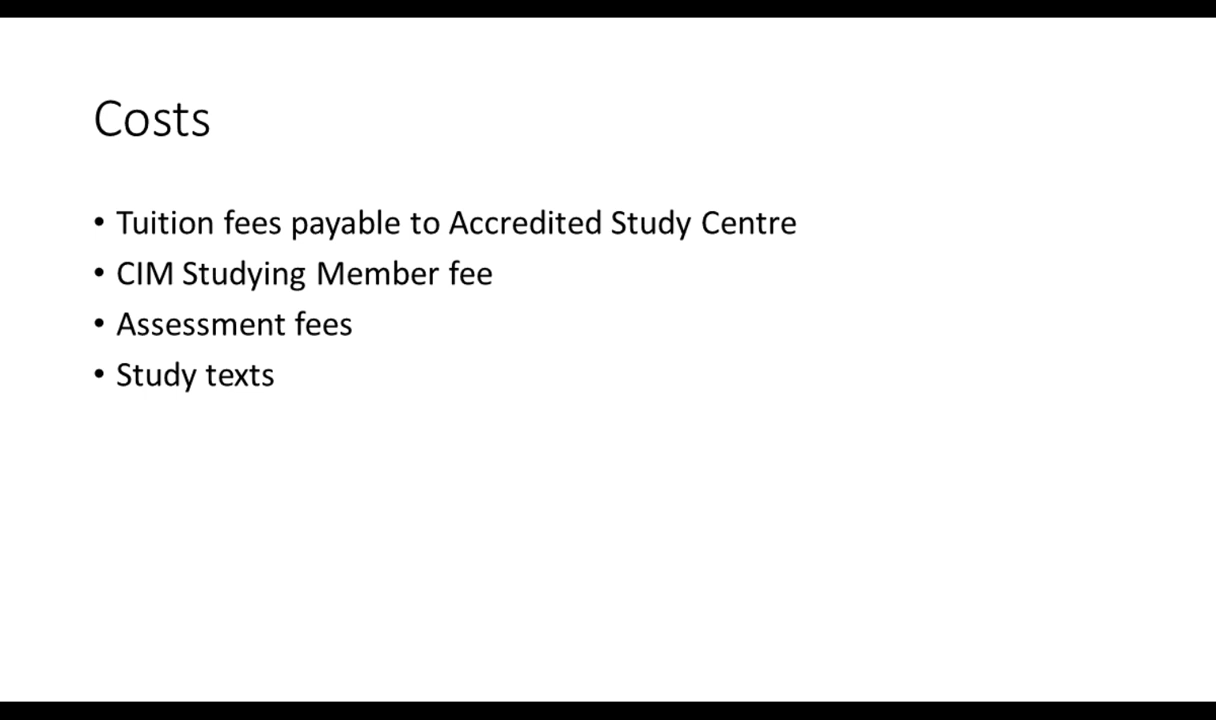 Costs
• Tuition fees payable to Accredited Study Centre
• CIM Studying Member fee
• Assessment fees
• Study texts